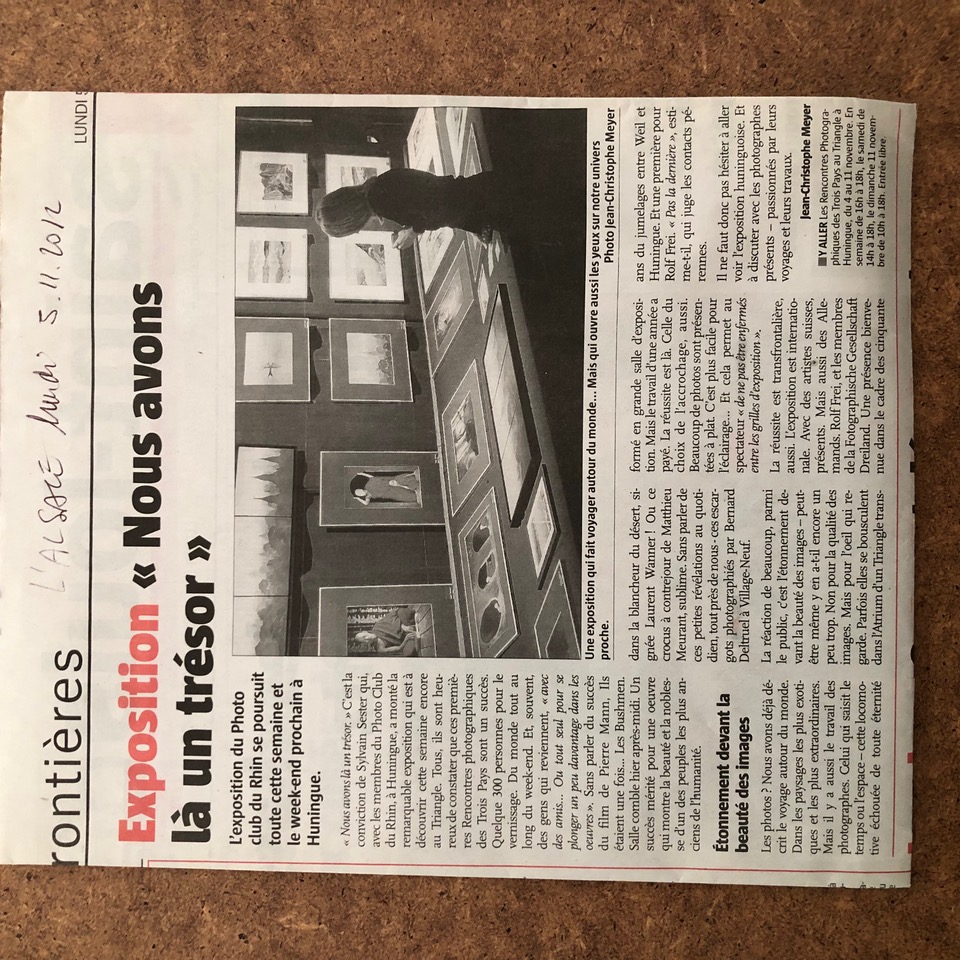 L'ALSACE lundi 5.11.2012
LUNDI 5
rontières
Exposition « Nous avons
là un trésor »
L'exposition du Photo
club du Rhin se poursuit
toute cette semaine et
le week-end prochain à
Huningue.
« Nous avons là un trésor. » C'est la
conviction de Sylvain Sester qui,
avec les membres du Photo Club
du Rhin, à Huningue, a monté la
remarquable exposition qui est à
découvrir cette semaine encore
au Triangle. Tous, ils sont heu-
reux de constater que ces premiè-
res Rencontres photographiques
des Trois Pays sont un succès.
Quelque 300 personnes pour le
vernissage. Du monde tout au
long du week-end. Et, souvent,
des gens qui reviennent, « avec
des amis... Ou tout seul pour se
plonger un peu davantage dans les
oeuvres ». Sans parler du succès
du film de Pierre Mann, Ils
étaient une fois... Les Bushmen.
Salle comble hier après-midi. Un
succès mérité pour une oeuvre
qui montre la beauté et la nobles-
se d'un des peuples les plus an-
ciens de l'humanité.
Étonnement devant la
beauté des images
Les photos ? Nous avons déjà dé-
crit le voyage autour du monde.
Dans les paysages les plus exoti-
ques et les plus extraordinaires.
Mais il y a aussi le travail des
photographes. Celui qui saisit le
temps ou l'espace – cette locomo-
tive échouée de toute éternité
Une exposition qui fait voyager autour du monde... Mais qui ouvre aussi les yeux sur notre univers
proche.
Photo Jean-Christophe Meyer
dans la blancheur du désert, si-
gnée Laurent Wanner ! Ou ce
crocus à contrejour de Matthieu
Meurant, sublime. Sans parler de
ces petites révélations au quoti-
dien, tout près de nous - ces escar-
gots photographiés par Bernard
Deltruel à Village-Neuf.
La réaction de beaucoup, parmi
le public, c'est l'étonnement de-
vant la beauté des images – peut-
être même y en a-t-il encore un
peu trop. Non pour la qualité des
images. Mais pour l'oeil qui re-
garde. Parfois elles se bousculent
dans l'Atrium d'un Triangle trans-
formé en grande salle d'exposi-
tion. Mais le travail d'une année a
payé. La réussite est là. Celle du
choix de l'accrochage, aussi.
Beaucoup de photos sont présen-
tées à plat. C'est plus facile pour
l'éclairage... Et cela permet au
spectateur « de ne pas être enfermés
entre les grilles d'exposition ».
La réussite est transfrontalière,
aussi. L'exposition est internatio-
nale. Avec des artistes suisses,
présents. Mais aussi des Alle-
mands. Rolf Frei, et les membres
de la Fotographische Gesellschaft
Dreiland. Une présence bienve-
nue dans le cadre des cinquante
ans du jumelages entre Weil et
Huningue. Et une première pour
Rolf Frei. « Pas la dernière », esti-
me-t-il, qui juge les contacts pé-
rennes.
Il ne faut donc pas hésiter à aller
voir l'exposition huninguoise. Et
à discuter avec les photographes
présents – passionnés par leurs
voyages et leurs travaux.
Jean-Christophe Meyer
■ Y ALLER Les Rencontres Photogra-
phiques des Trois Pays au Triangle à
Huningue, du 4 au 11 novembre. En
semaine de 16h à 18h, le samedi de
14h à 18h, le dimanche 11 novem-
bre de 10h à 18h. Entrée libre.